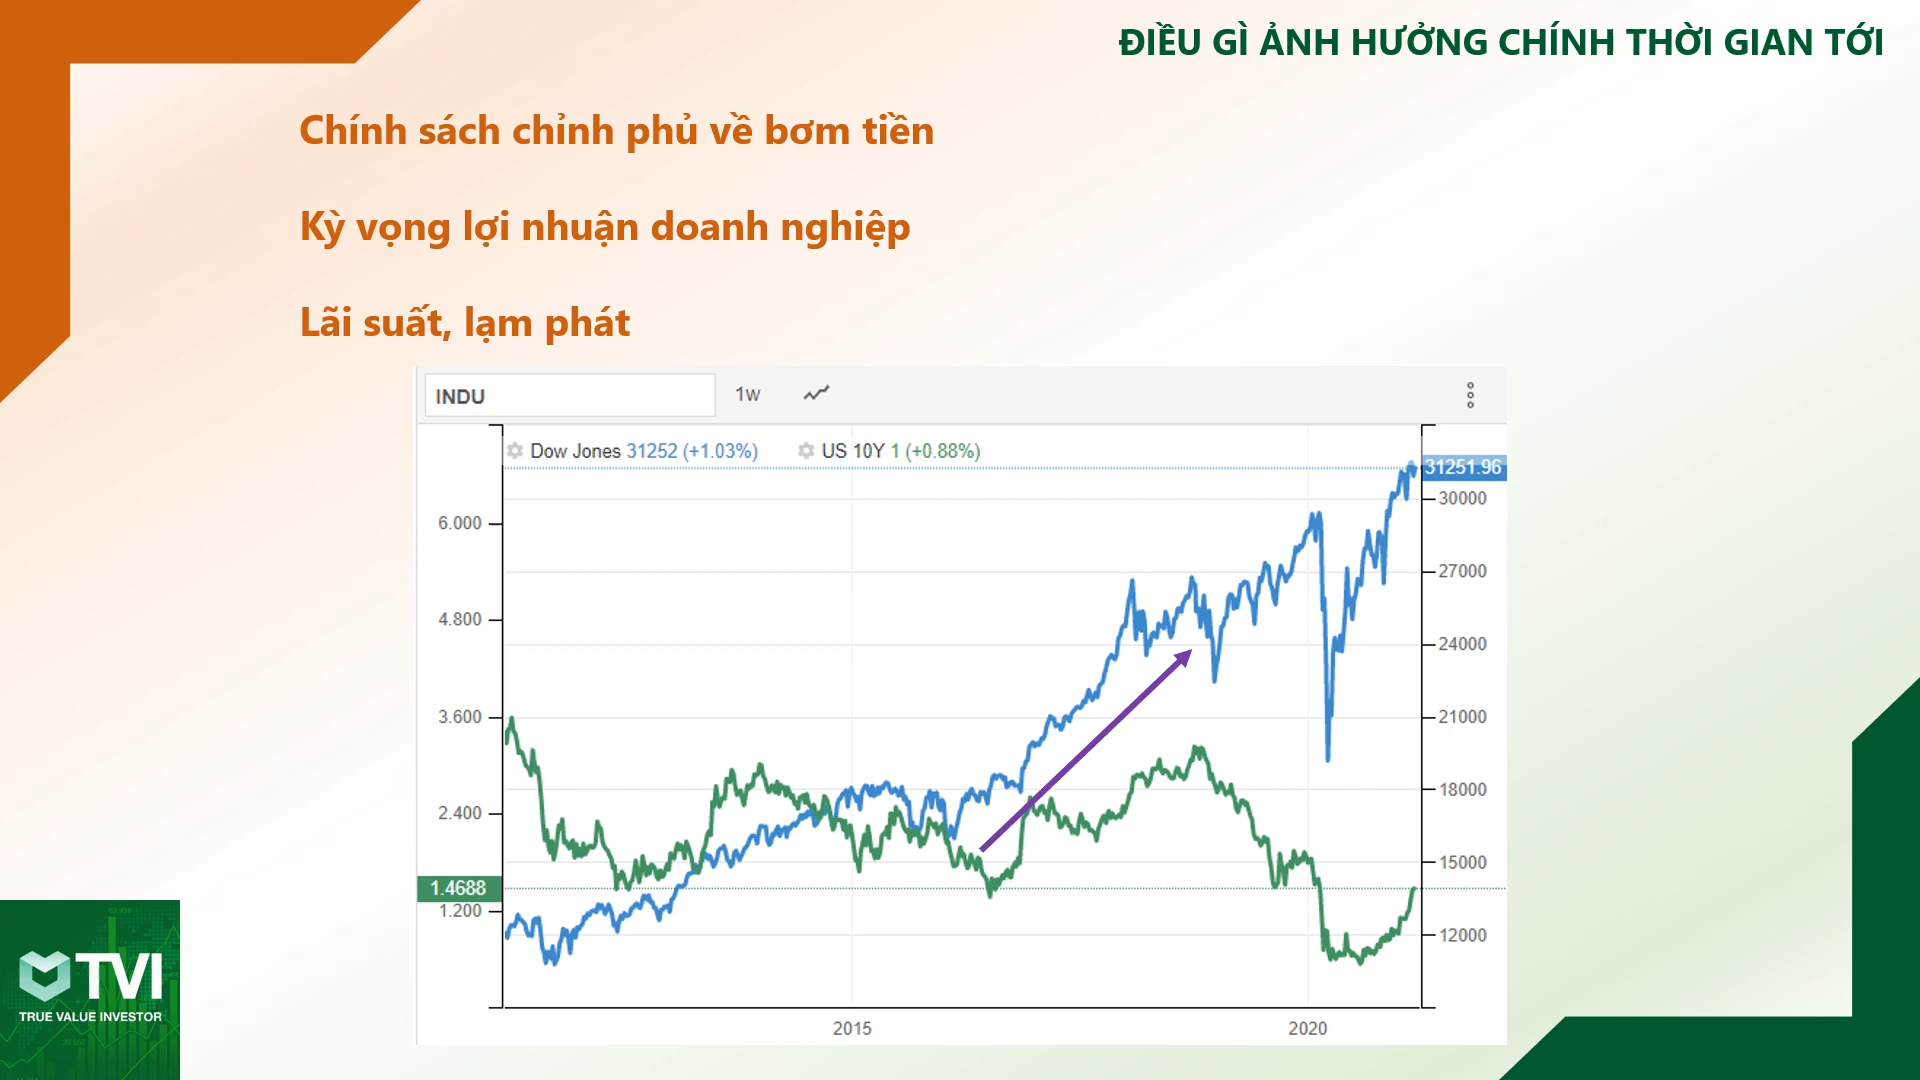 ĐIỀU GÌ ẢNH HƯỞNG CHÍNH THỜI GIAN TỚI
Chính sách chỉnh phủ về bơm tiền
Kỳ vọng lợi nhuận doanh nghiệp
Lãi suất, lạm phát
INDU
1w
Dow Jones 31252 (+1.03%)
US 10Y 1 (+0.88%)
31251.96
30000
27000
24000
21000
18000
15000
12000
6.000
4.800
3.600
2.400
1.4688
1.200
2015
2020
TVI
TRUE VALUE INVESTOR